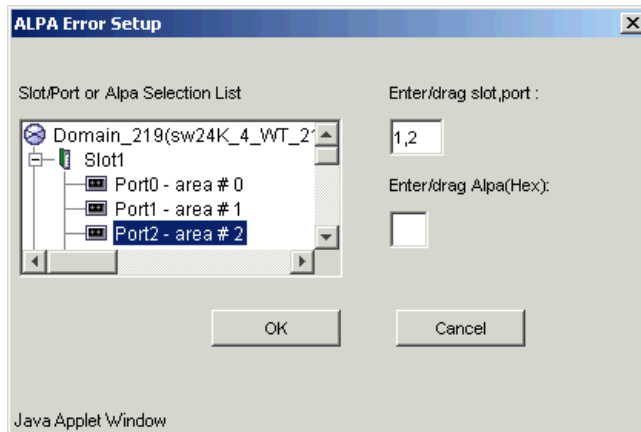 ALPA Error Setup
Slot/Port or Alpa Selection List
Domain_219(sw24K_4_WT_21
Slot1
Port0 - area # 0
Port1 - area # 1
Port2 - area # 2
Enter/drag slot,port :
1,2
Enter/drag Alpa(Hex):
OK
Cancel
Java Applet Window